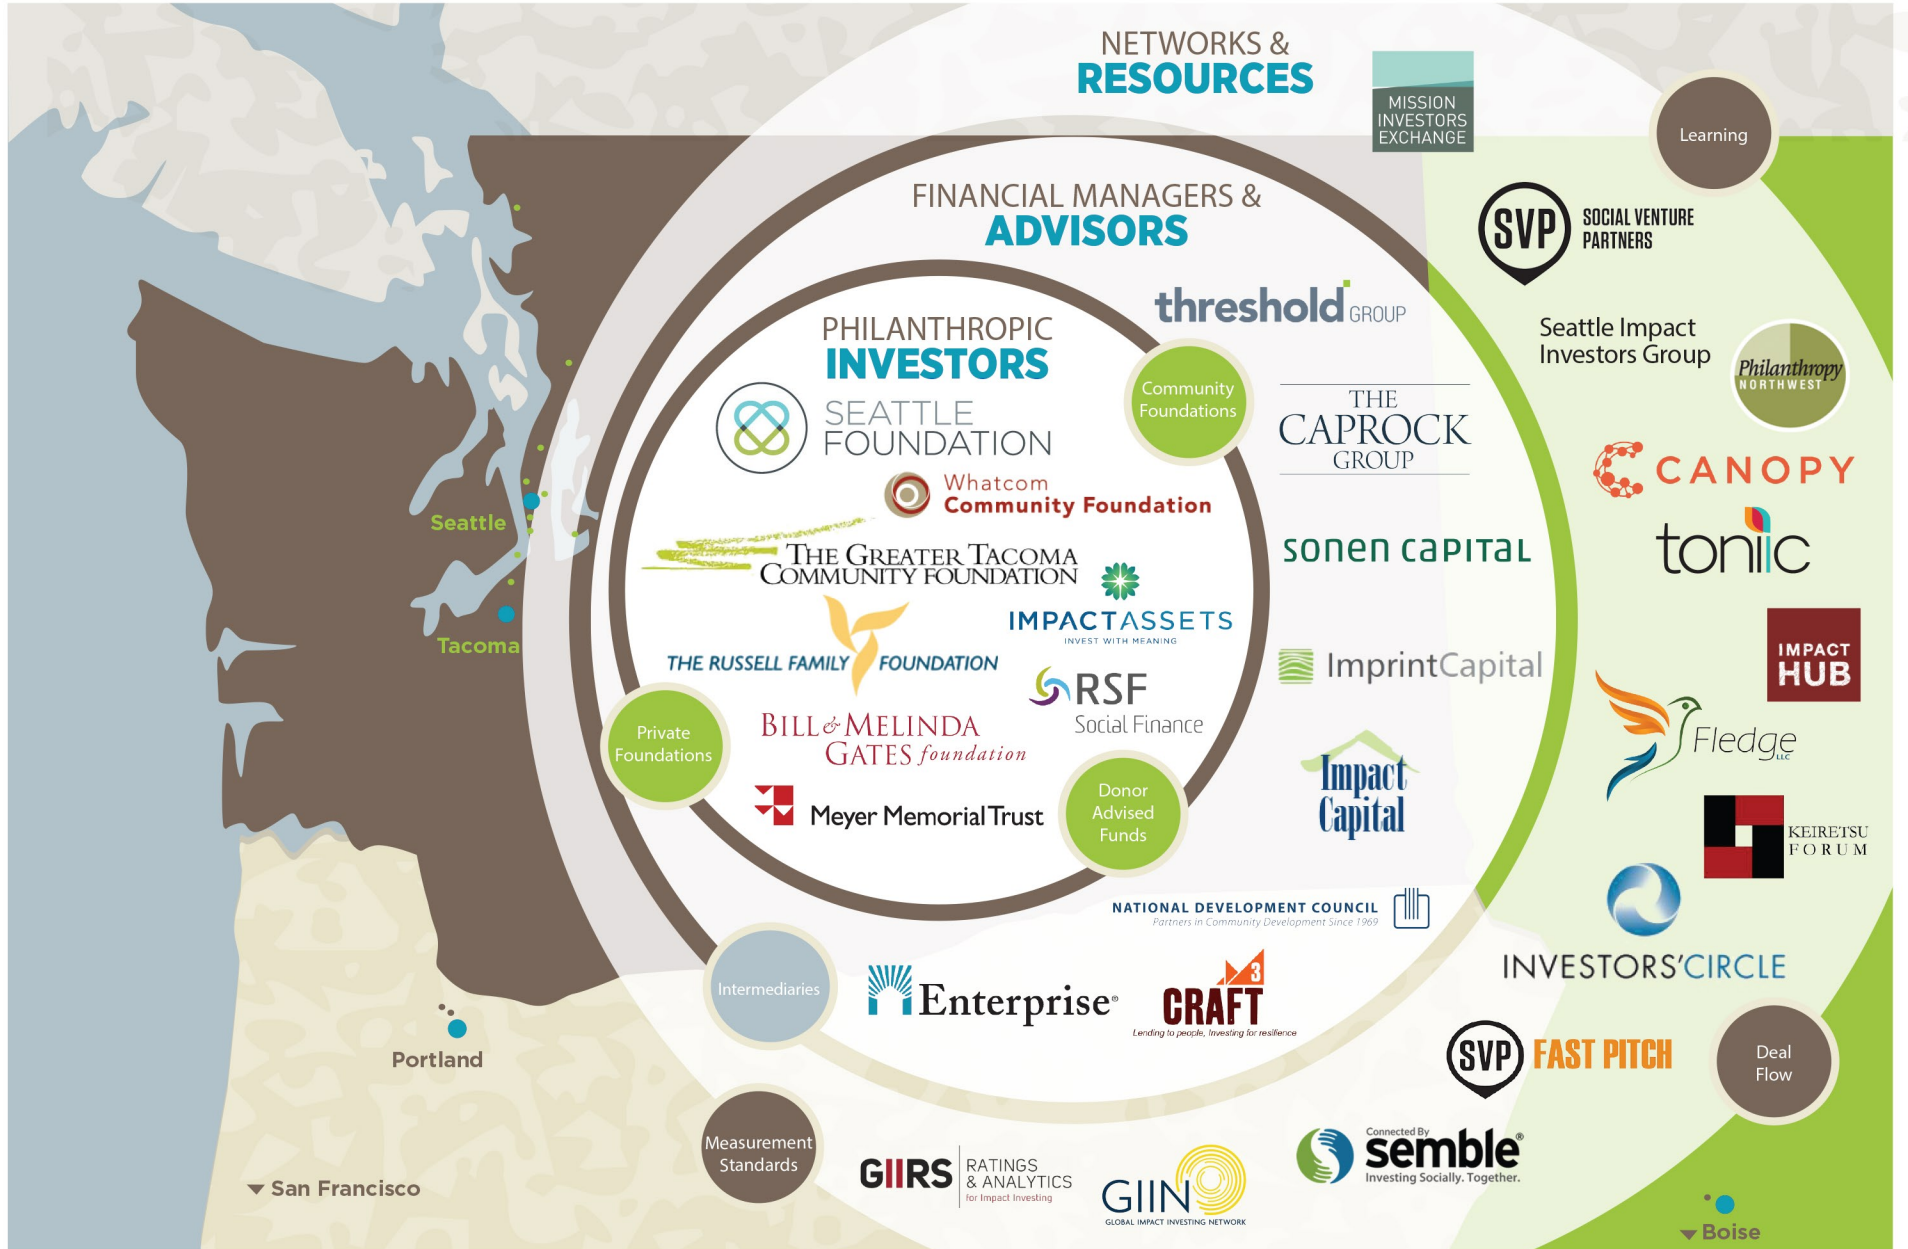 NETWORKS &
RESOURCES
MISSION
INVESTORS
EXCHANGE
Learning
FINANCIAL MANAGERS &
ADVISORS
SVP
SOCIAL VENTURE
PARTNERS
threshold GROUP
Seattle Impact
Investors Group
Philanthropy
NORTHWEST
PHILANTHROPIC
INVESTORS
Community
Foundations
SEATTLE
FOUNDATION
THE
CAPROCK
GROUP
CANOPY
Whatcom
Community Foundation
toniic
Seattle
THE GREATER TACOMA
COMMUNITY FOUNDATION
sonen capital
IMPACTASSETS
INVEST WITH MEANING
Tacoma
THE RUSSELL FAMILY FOUNDATION
ImprintCapital
IMPACT
HUB
RSF
Social Finance
Private
Foundations
BILL & MELINDA
GATES foundation
Fledge
LLC
Donor
Advised
Funds
Impact
Capital
Meyer Memorial Trust
KEIRETSU
FORUM
NATIONAL DEVELOPMENT COUNCIL
Partners in Community Development Since 1969
INVESTORS'CIRCLE
Intermediaries
Enterprise®
CRAFT3
Lending to people, Investing for resilience
Portland
SVP FAST PITCH
Deal
Flow
Measurement
Standards
GIIRS
RATINGS
& ANALYTICS
for Impact Investing
GIIN
GLOBAL IMPACT INVESTING NETWORK
Connected By
semble®
Investing Socially. Together.
San Francisco
Boise